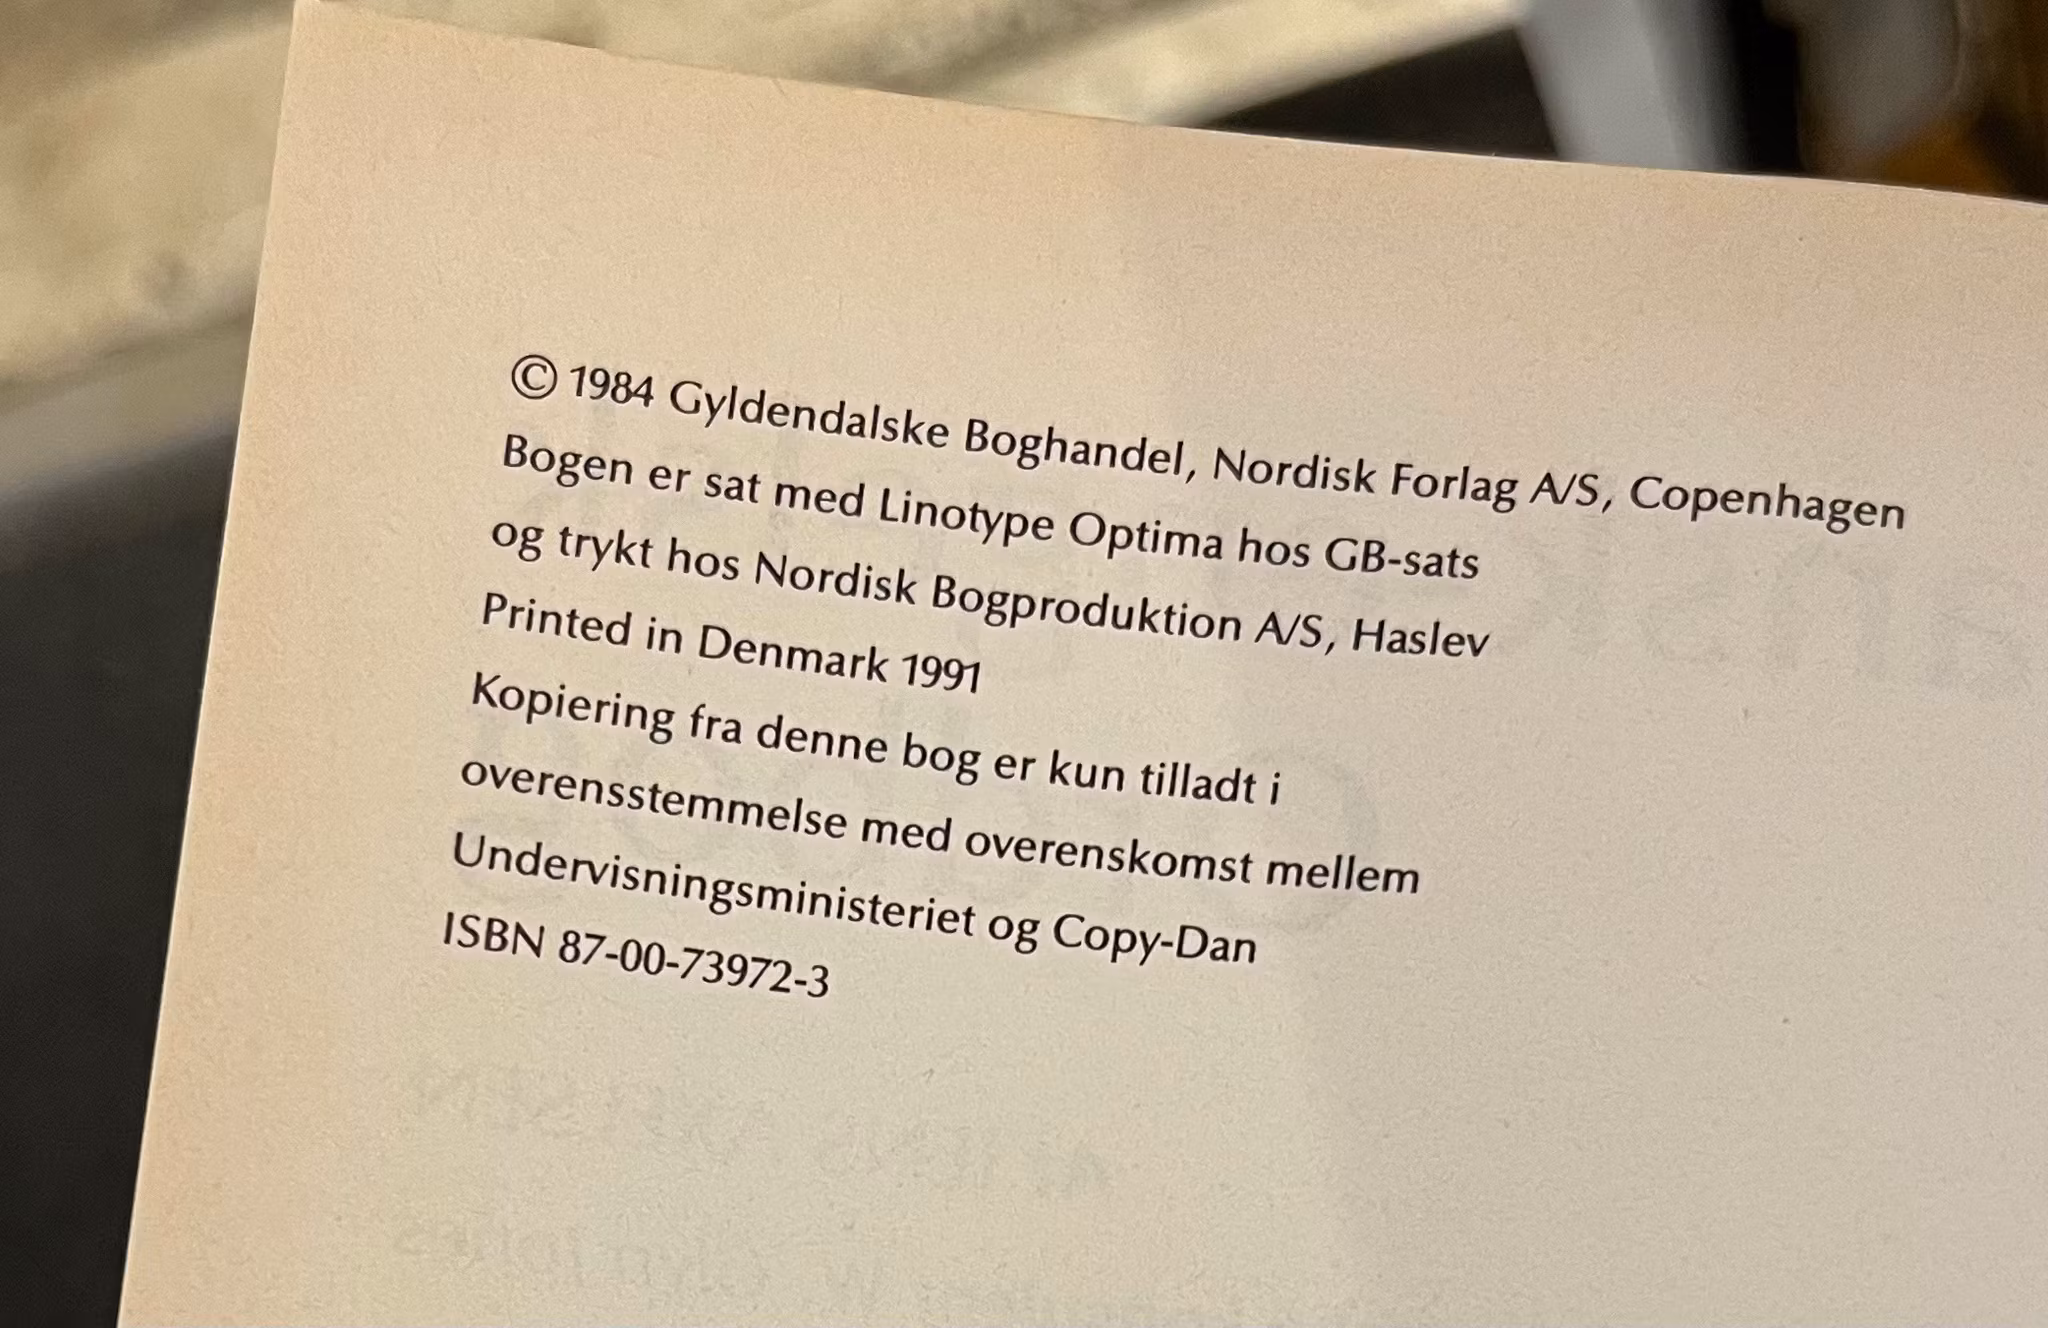 © 1984 Gyldendalske Boghandel, Nordisk Forlag A/S, Copenhagen
Bogen er sat med Linotype Optima hos GB-sats
og trykt hos Nordisk Bogproduktion A/S, Haslev
Printed in Denmark 1991
Kopiering fra denne bog er kun tilladt i
overensstemmelse med overenskomst mellem
Undervisningsministeriet og Copy-Dan
ISBN 87-00-73972-3